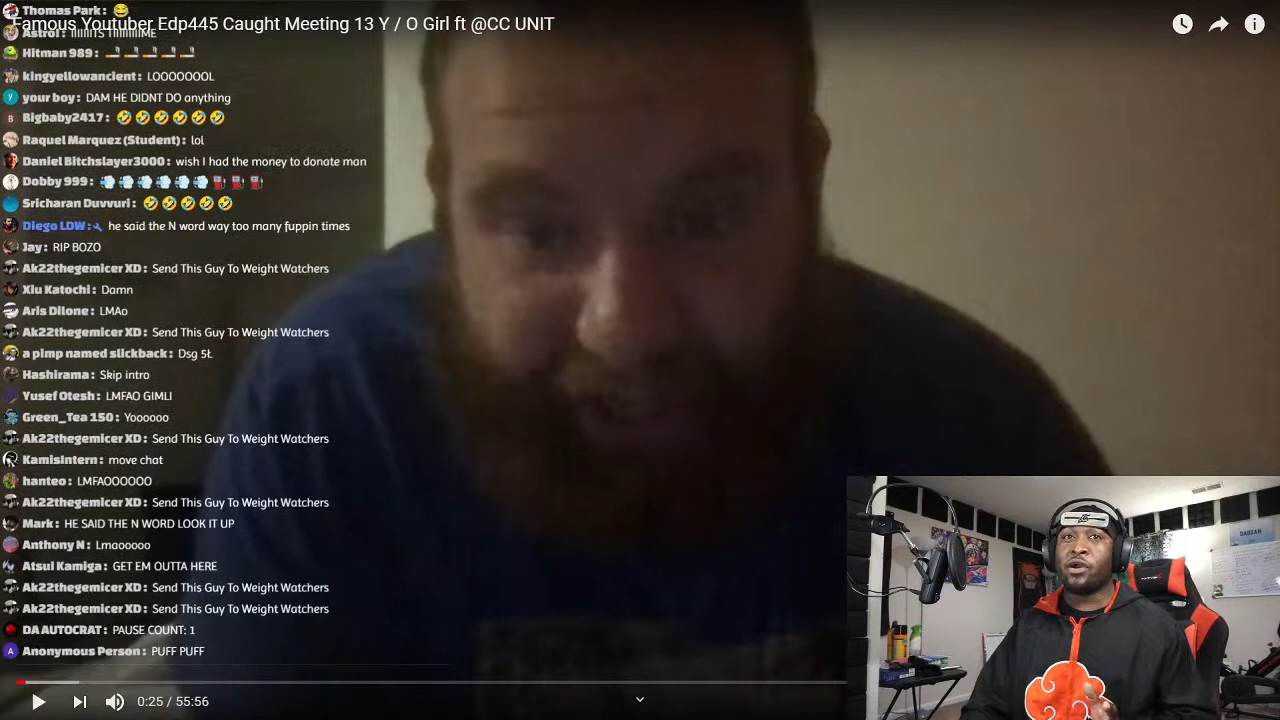 Thomas Park: 😂
Famous Youtuber Edp445 Caught Meeting 13 Y / O Girl ft @CC UNIT
Hitman 989: 🚬🚬🚬🚬🚬
kingyellowancient: LOOOOOOOL
your boy: DAM HE DIDNT DO anything
Bigbaby2417: 🤣🤣🤣🤣🤣🤣
Raquel Marquez (Student): lol
Daniel Bitchslayer3000: wish I had the money to donate man
Dobby 999: 💨💨💨💨💨💨⛽⛽⛽
Sricharan Duvvuri: 🤣🤣🤣🤣🤣
Diego LDW: he said the N word way too many fuppin times
Jay: RIP BOZO
Ak22thegemicer XD: Send This Guy To Weight Watchers
Xiu Katochi: Damn
Aris Dilone: LMAo
Ak22thegemicer XD: Send This Guy To Weight Watchers
a pimp named slickback: Dsg 5t
Hashirama: Skip intro
Yusef Otesh: LMFAO GIMLI
Green_Tea 150: Yoooooo
Ak22thegemicer XD: Send This Guy To Weight Watchers
KamisIntern: move chat
hanteo: LMFAOOOOOO
Ak22thegemicer XD: Send This Guy To Weight Watchers
Mark: HE SAID THE N WORD LOOK IT UP
Anthony N: Lmaooooo
Atsui Kamiga: GET EM OUTTA HERE
Ak22thegemicer XD: Send This Guy To Weight Watchers
Ak22thegemicer XD: Send This Guy To Weight Watchers
DA AUTOCRAT: PAUSE COUNT: 1
A Anonymous Person: PUFF PUFF
0:25 / 55:56